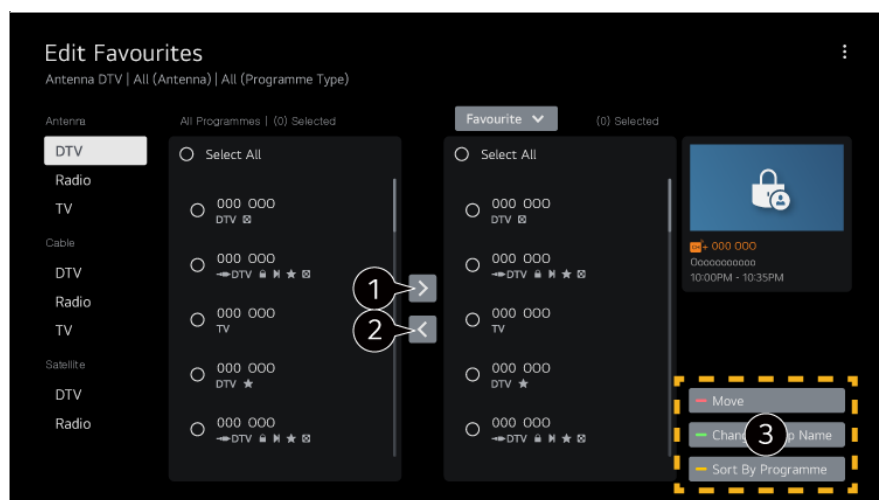 Edit Favourites
Antenna DTV | All (Antenna) | All (Programme Type)
Antenna
DTV
Radio
TV
Cable
DTV
Radio
TV
Satellite
DTV
Radio
All Programmes | (0) Selected
Select All
000 000
DTV
000 000
DTV
000 000
TV
000 000
DTV
000 000
DTV
1
2
Favourite
(0) Selected
Select All
000 000
DTV
000 000
DTV
000 000
TV
000 000
DTV
000 000
DTV
+ 000 000
Ooooooooooo
10:00PM - 10:35PM
Move
3
Name
Sort By Programme